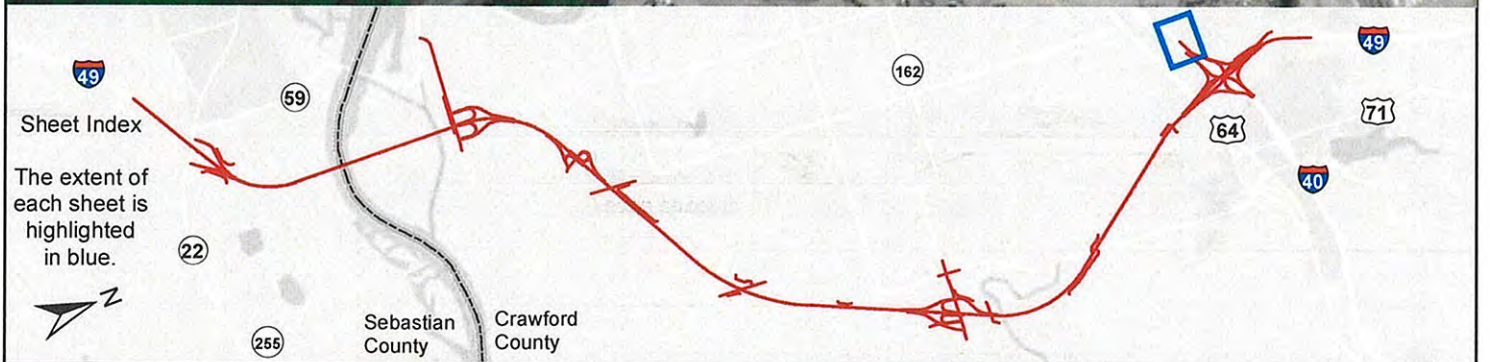 49
59
Sheet Index
The extent of
each sheet is
highlighted
in blue.
22
N
255
Sebastian
County
Crawford
County
162
49
71
64
40